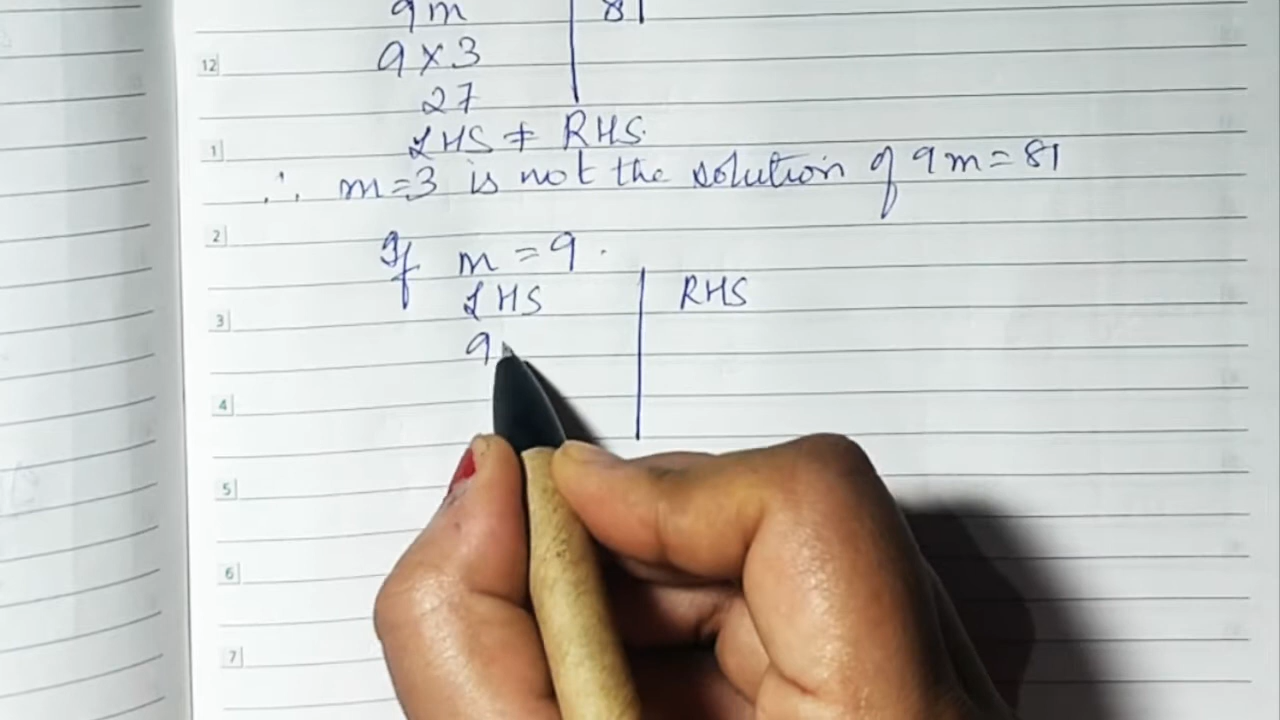 9m 81
12
9 × 3
27
LHS ≠ RHS.
1
∴ m=3 is not the solution of 9m=81
2
If m = 9.
LHS RHS
3
9
4
5
6
7